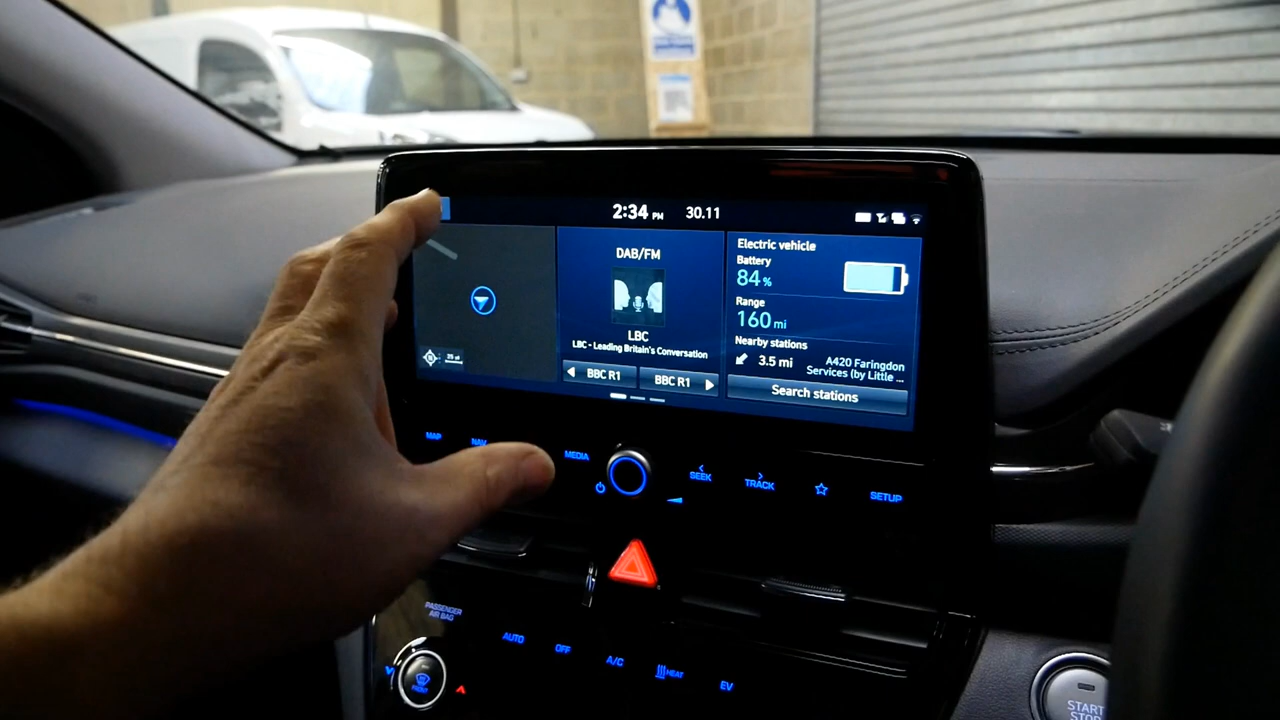 2:34 PM 30.11
DAB/FM
LBC
LBC - Leading Britain's Conversation
BBC R1
BBC R1
Electric vehicle
Battery
84%
Range
160 mi
Nearby stations
3.5 mi
A420 Faringdon
Services (by Little ...
Search stations
MAP
NAV
MEDIA
SEEK
TRACK
SETUP
PASSENGER
AIR BAG
AUTO
OFF
A/C
HEAT
EV
FRONT
START
STOP